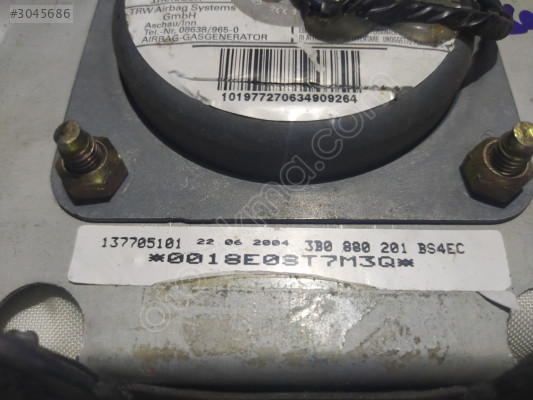 #3045686
TRW Airbag Systems
GmbH
Aschau/Inn
Tel.-Nr. 08638/965-0
AIRBAG-GASGENERATOR
101977270634909264
137705101 22 06 2004 3B0 880 201 BS4EC
*0018E08T7M3Q*